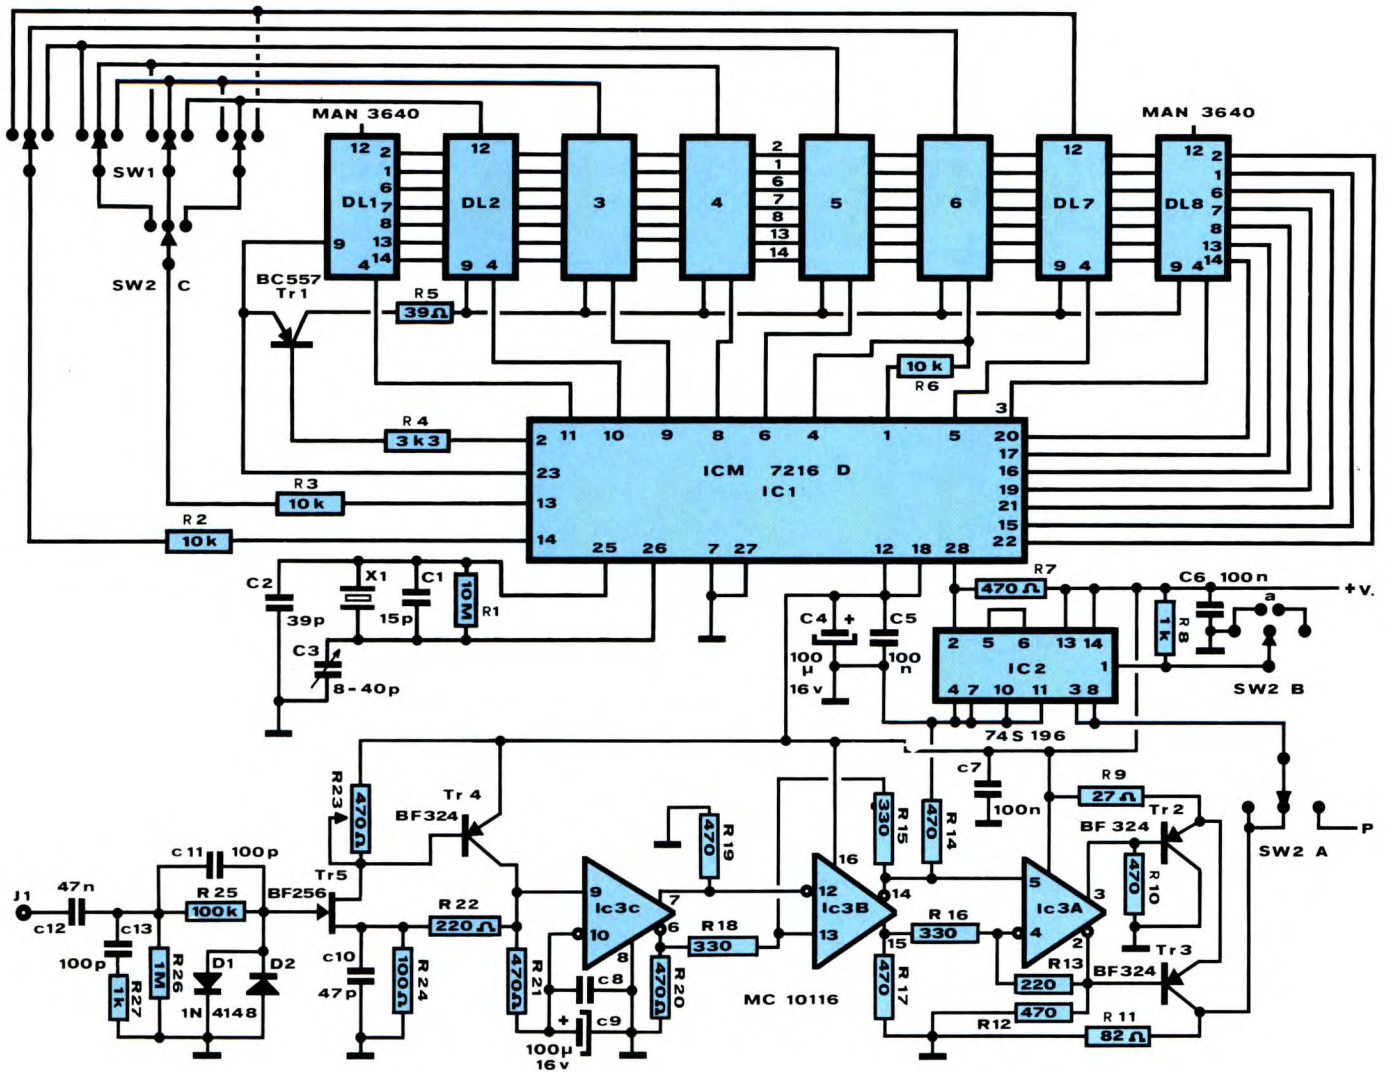 MAN 3640
MAN 3640
12 2 1 6 7 8 13 14 9 4
DL1
12 9 4
DL2
3
4
2 1 6 7 8 13 14
5
6
12 9 4
DL7
12 2 1 6 7 8 13 14 9 4
DL8
SW1
SW2 C
BC557
Tr1
R5
39Ω
10k
R6
R4
3k3
R3
10k
R2
10k
2 11 10 9 8 6 4 1 5 3 20
17
ICM 7216 D
IC1
23
16
13
19
21
14
15
22
25 26 7 27 12 18 28
C2
39p
X1
C1
15p
10M
R1
C3
8-40p
C4
+
100
µ
16v
C5
100
n
R7
470Ω
C6 100n
+V.
a
1k
R8
2 5 6 13 14
IC2
1
4 7 10 11 3 8
74S196
SW2 B
R23
470Ω
Tr4
BF324
c7
100n
R9
27Ω
Tr2
BF324
P
SW2 A
c11 100p
Tr5
BF256
J1
47n
c12
c13
100p
R25
100k
R27
1k
R26
1M
D1 D2
1N 4148
R22
220Ω
c10
47p
R24
100Ω
R21
470Ω
9
10
Ic3c
7
6
8
c8
+
c9
100µ
16v
R20
470Ω
R19
470
R18
330
16
12
13
Ic3B
14
15
MC 10116
R15
330
R14
470
R17
470
R16
330
5
4
Ic3A
3
2
R10
470
R13
220
R12
470
Tr3
BF324
R11
82Ω